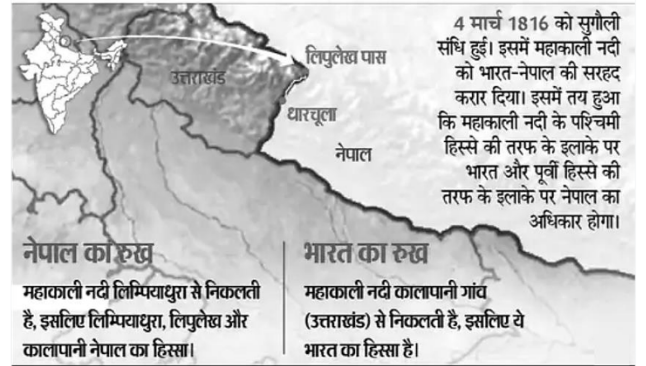 4 मार्च 1816 को सुगौली
संधि हुई। इसमें महाकाली नदी
को भारत-नेपाल की सरहद
करार दिया। इसमें तय हुआ
कि महाकाली नदी के पश्चिमी
हिस्से की तरफ के इलाके पर
भारत और पूर्वी हिस्से की
तरफ के इलाके पर नेपाल का
अधिकार होगा।
लिपुलेख पास
उत्तराखंड
धारचूला
नेपाल
नेपाल का रुख
महाकाली नदी लिम्पियाधुरा से निकलती
है, इसलिए लिम्पियाधुरा, लिपुलेख और
कालापानी नेपाल का हिस्सा।
भारत का रुख
महाकाली नदी कालापानी गांव
(उत्तराखंड) से निकलती है, इसलिए ये
भारत का हिस्सा है।